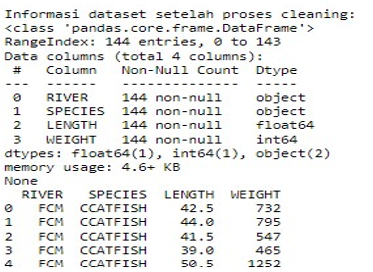 Informasi dataset setelah proses cleaning:
<class 'pandas.core.frame.DataFrame'>
RangeIndex: 144 entries, 0 to 143
Data columns (total 4 columns):
 #   Column   Non-Null Count  Dtype
---  ------   --------------  -----
 0   RIVER    144 non-null    object
 1   SPECIES  144 non-null    object
 2   LENGTH   144 non-null    float64
 3   WEIGHT   144 non-null    int64
dtypes: float64(1), int64(1), object(2)
memory usage: 4.6+ KB
None
  RIVER   SPECIES  LENGTH  WEIGHT
0   FCM  CCATFISH    42.5     732
1   FCM  CCATFISH    44.0     795
2   FCM  CCATFISH    41.5     547
3   FCM  CCATFISH    39.0     465
4   FCM  CCATFISH    50.5    1252